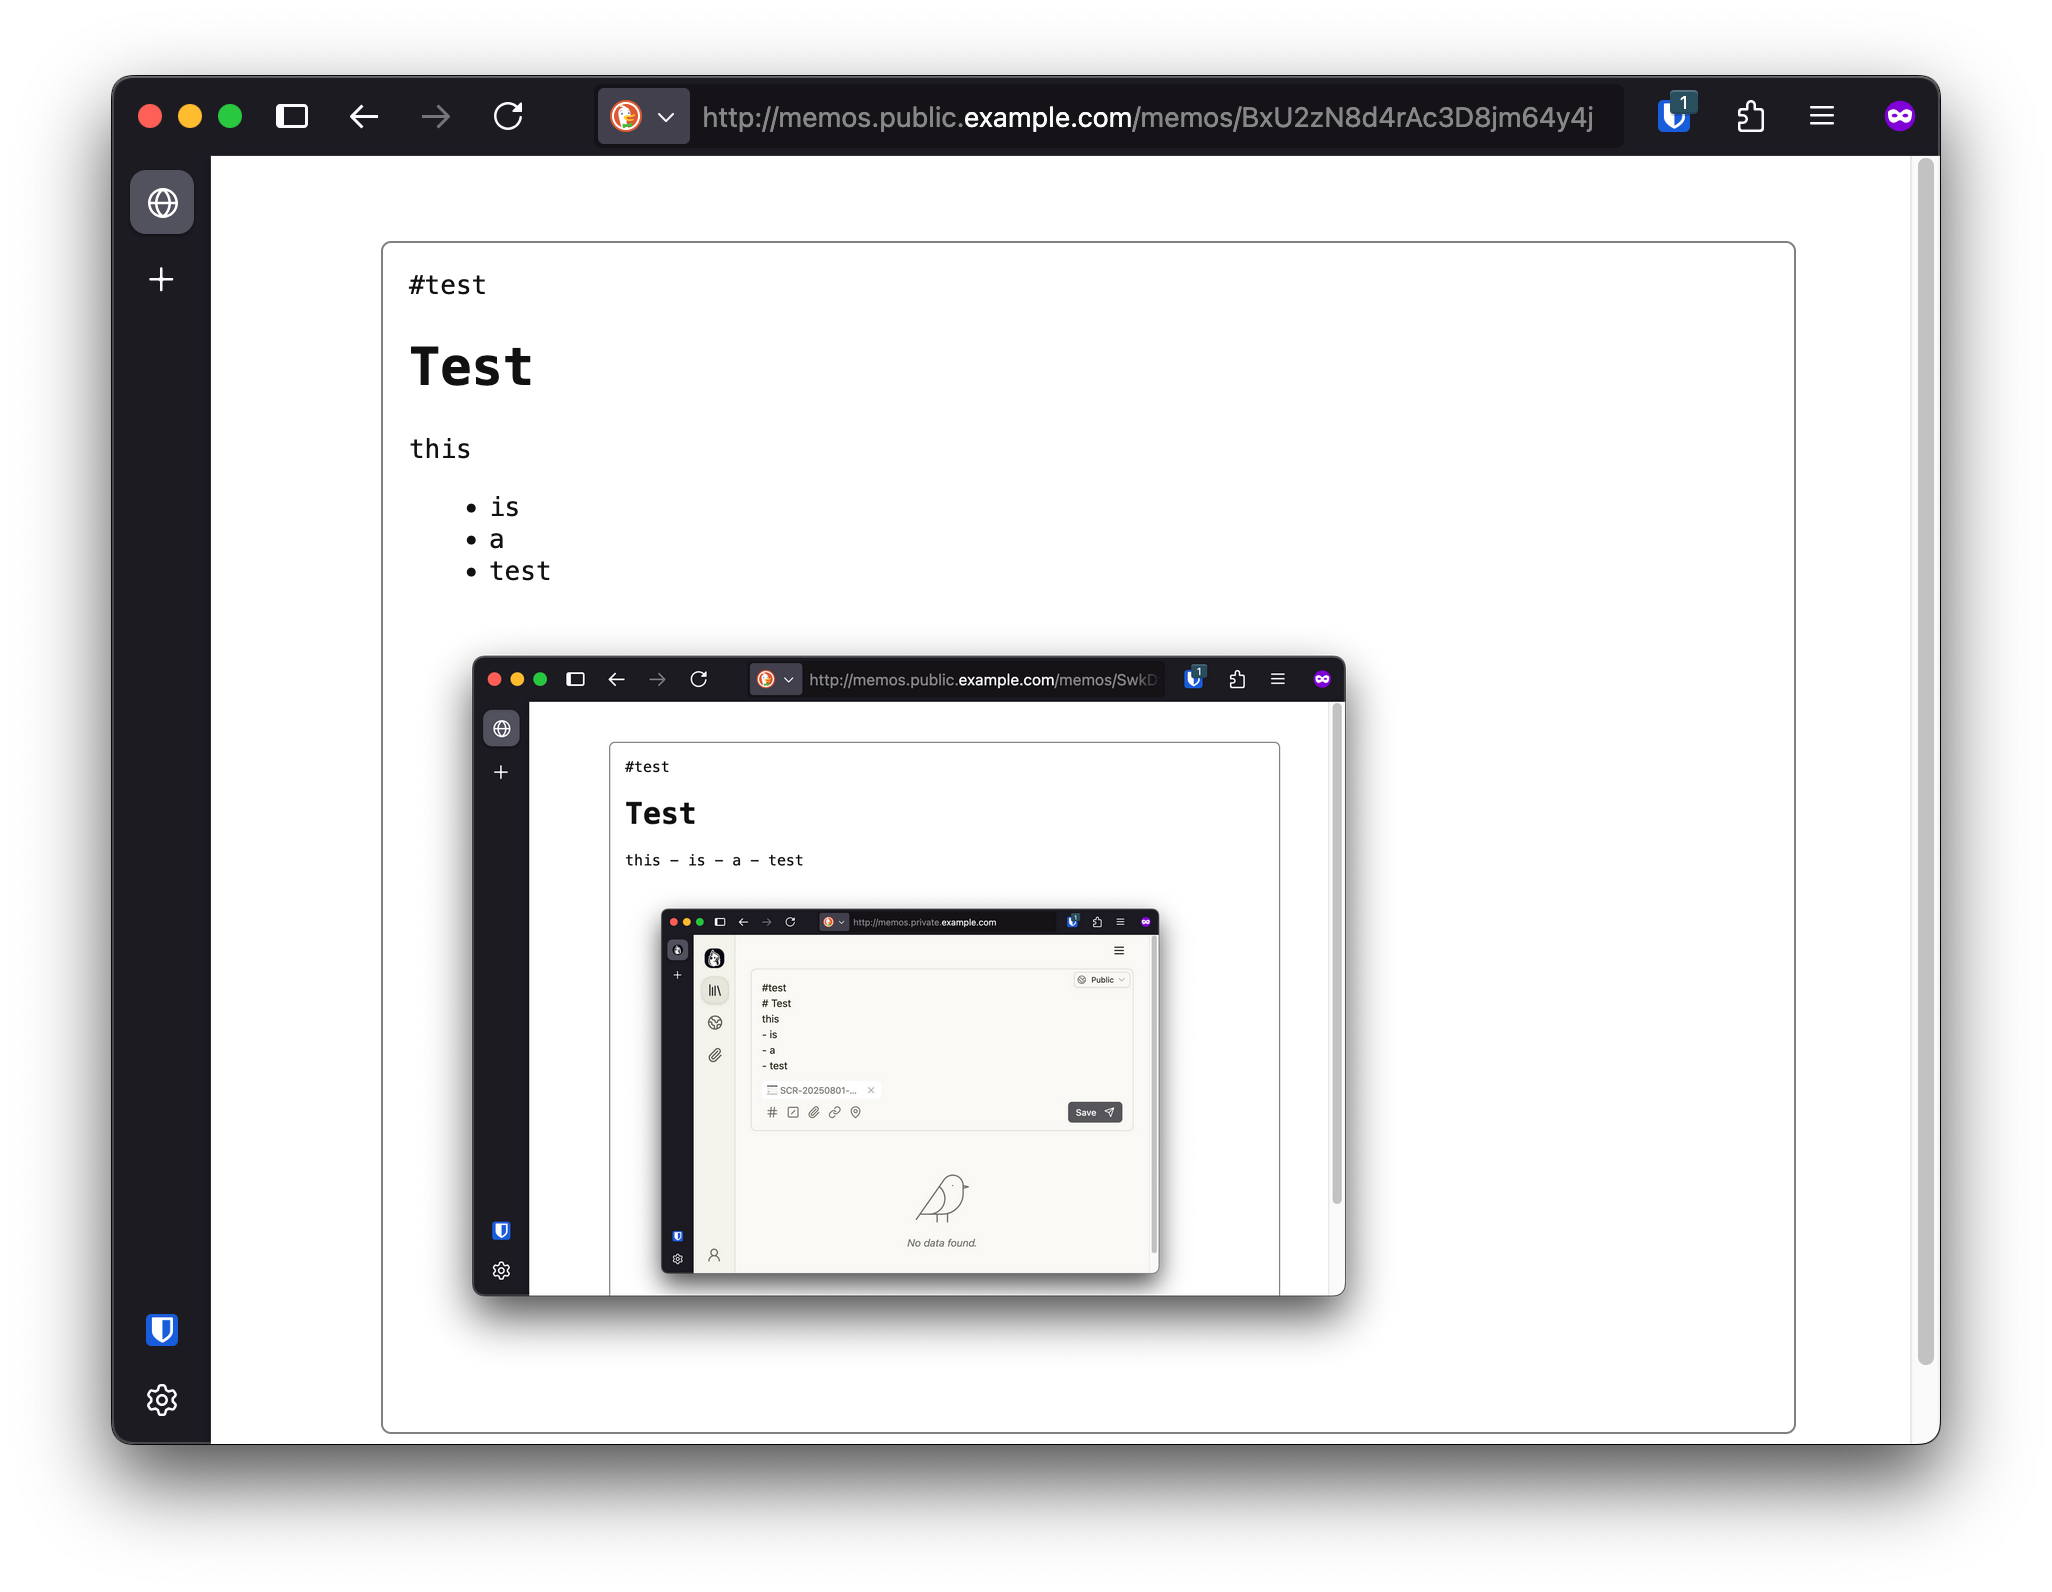 http://memos.public.example.com/memos/BxU2zN8d4rAc3D8jm64y4j
1
#test
Test
this
• is
• a
• test
http://memos.public.example.com/memos/SwkD
1
#test
Test
this - is - a - test
http://memos.private.example.com
1
Public
#test
# Test
this
- is
- a
- test
SCR-20250801-...
Save
No data found.